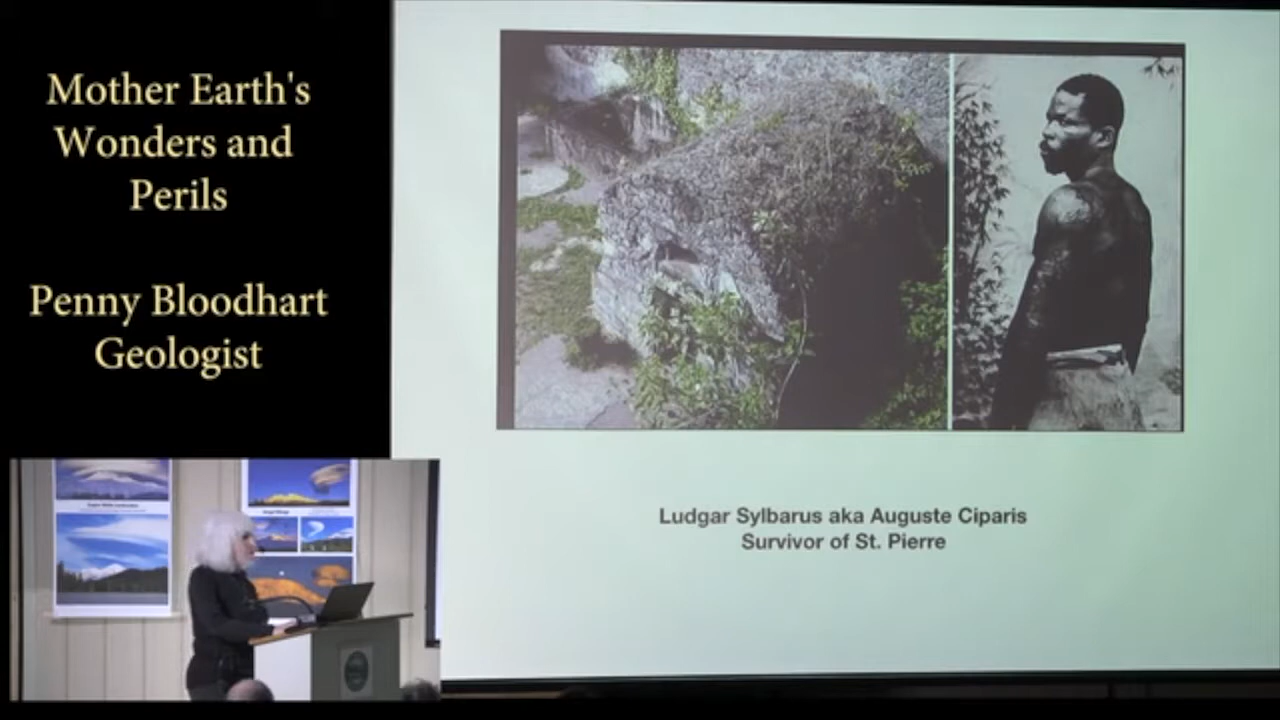 Mother Earth's
Wonders and
Perils
Penny Bloodhart
Geologist
Ludgar Sylbarus aka Auguste Ciparis
Survivor of St. Pierre